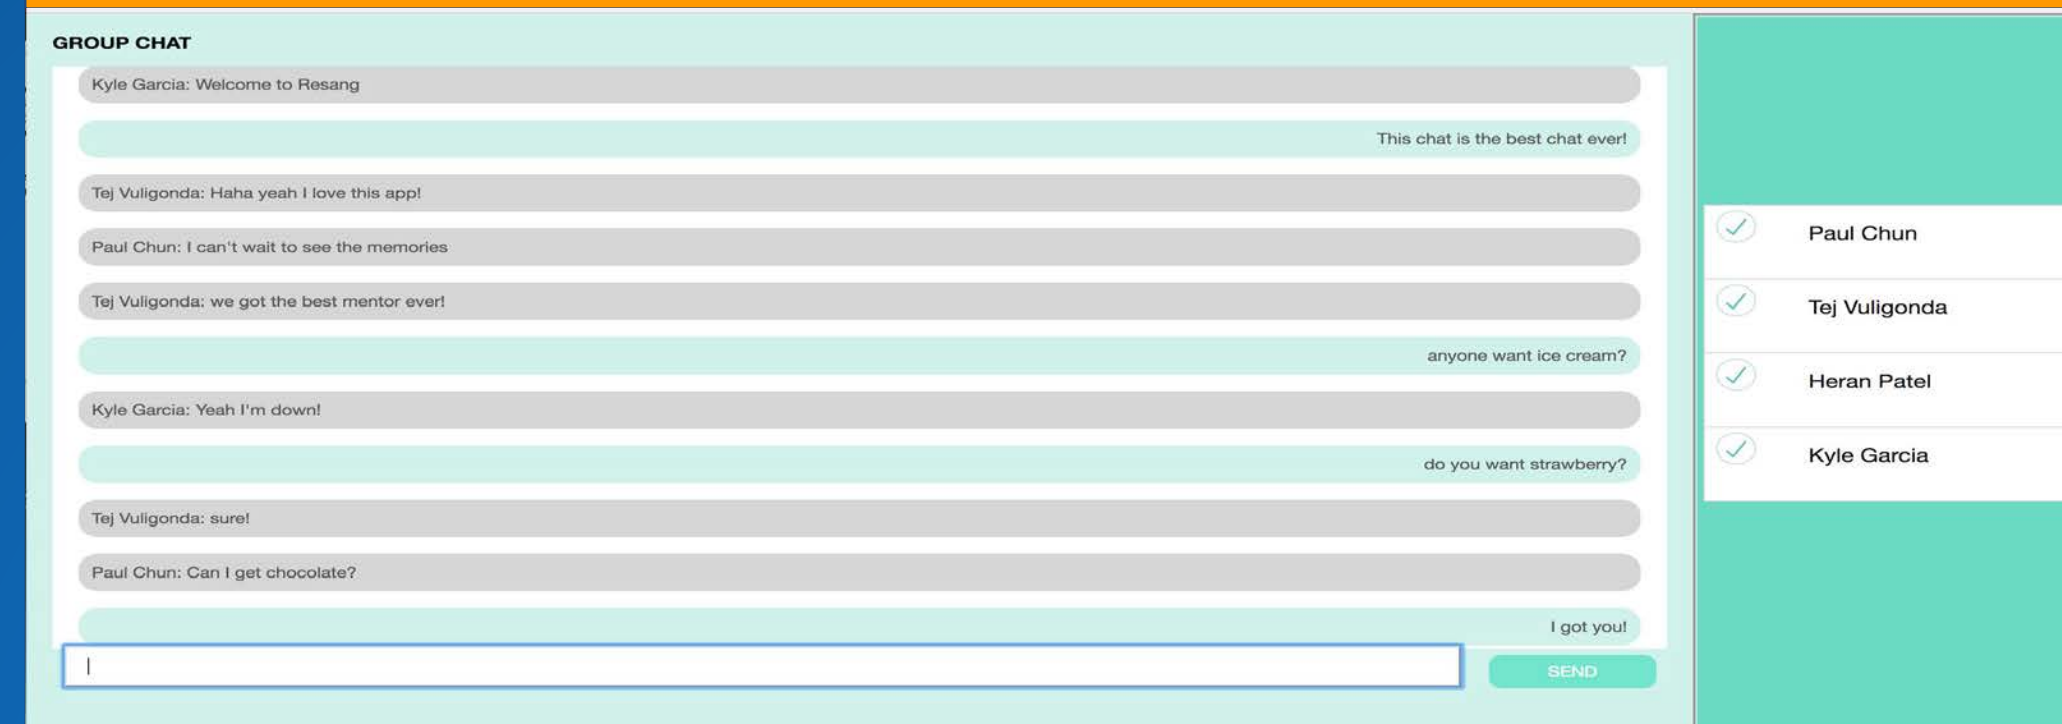 GROUP CHAT
Kyle Garcia: Welcome to Resang
This chat is the best chat ever!
Tej Vuligonda: Haha yeah I love this app!
Paul Chun: I can't wait to see the memories
Tej Vuligonda: we got the best mentor ever!
anyone want ice cream?
Kyle Garcia: Yeah I'm down!
do you want strawberry?
Tej Vuligonda: sure!
Paul Chun: Can I get chocolate?
I got you!
SEND
Paul Chun
Tej Vuligonda
Heran Patel
Kyle Garcia